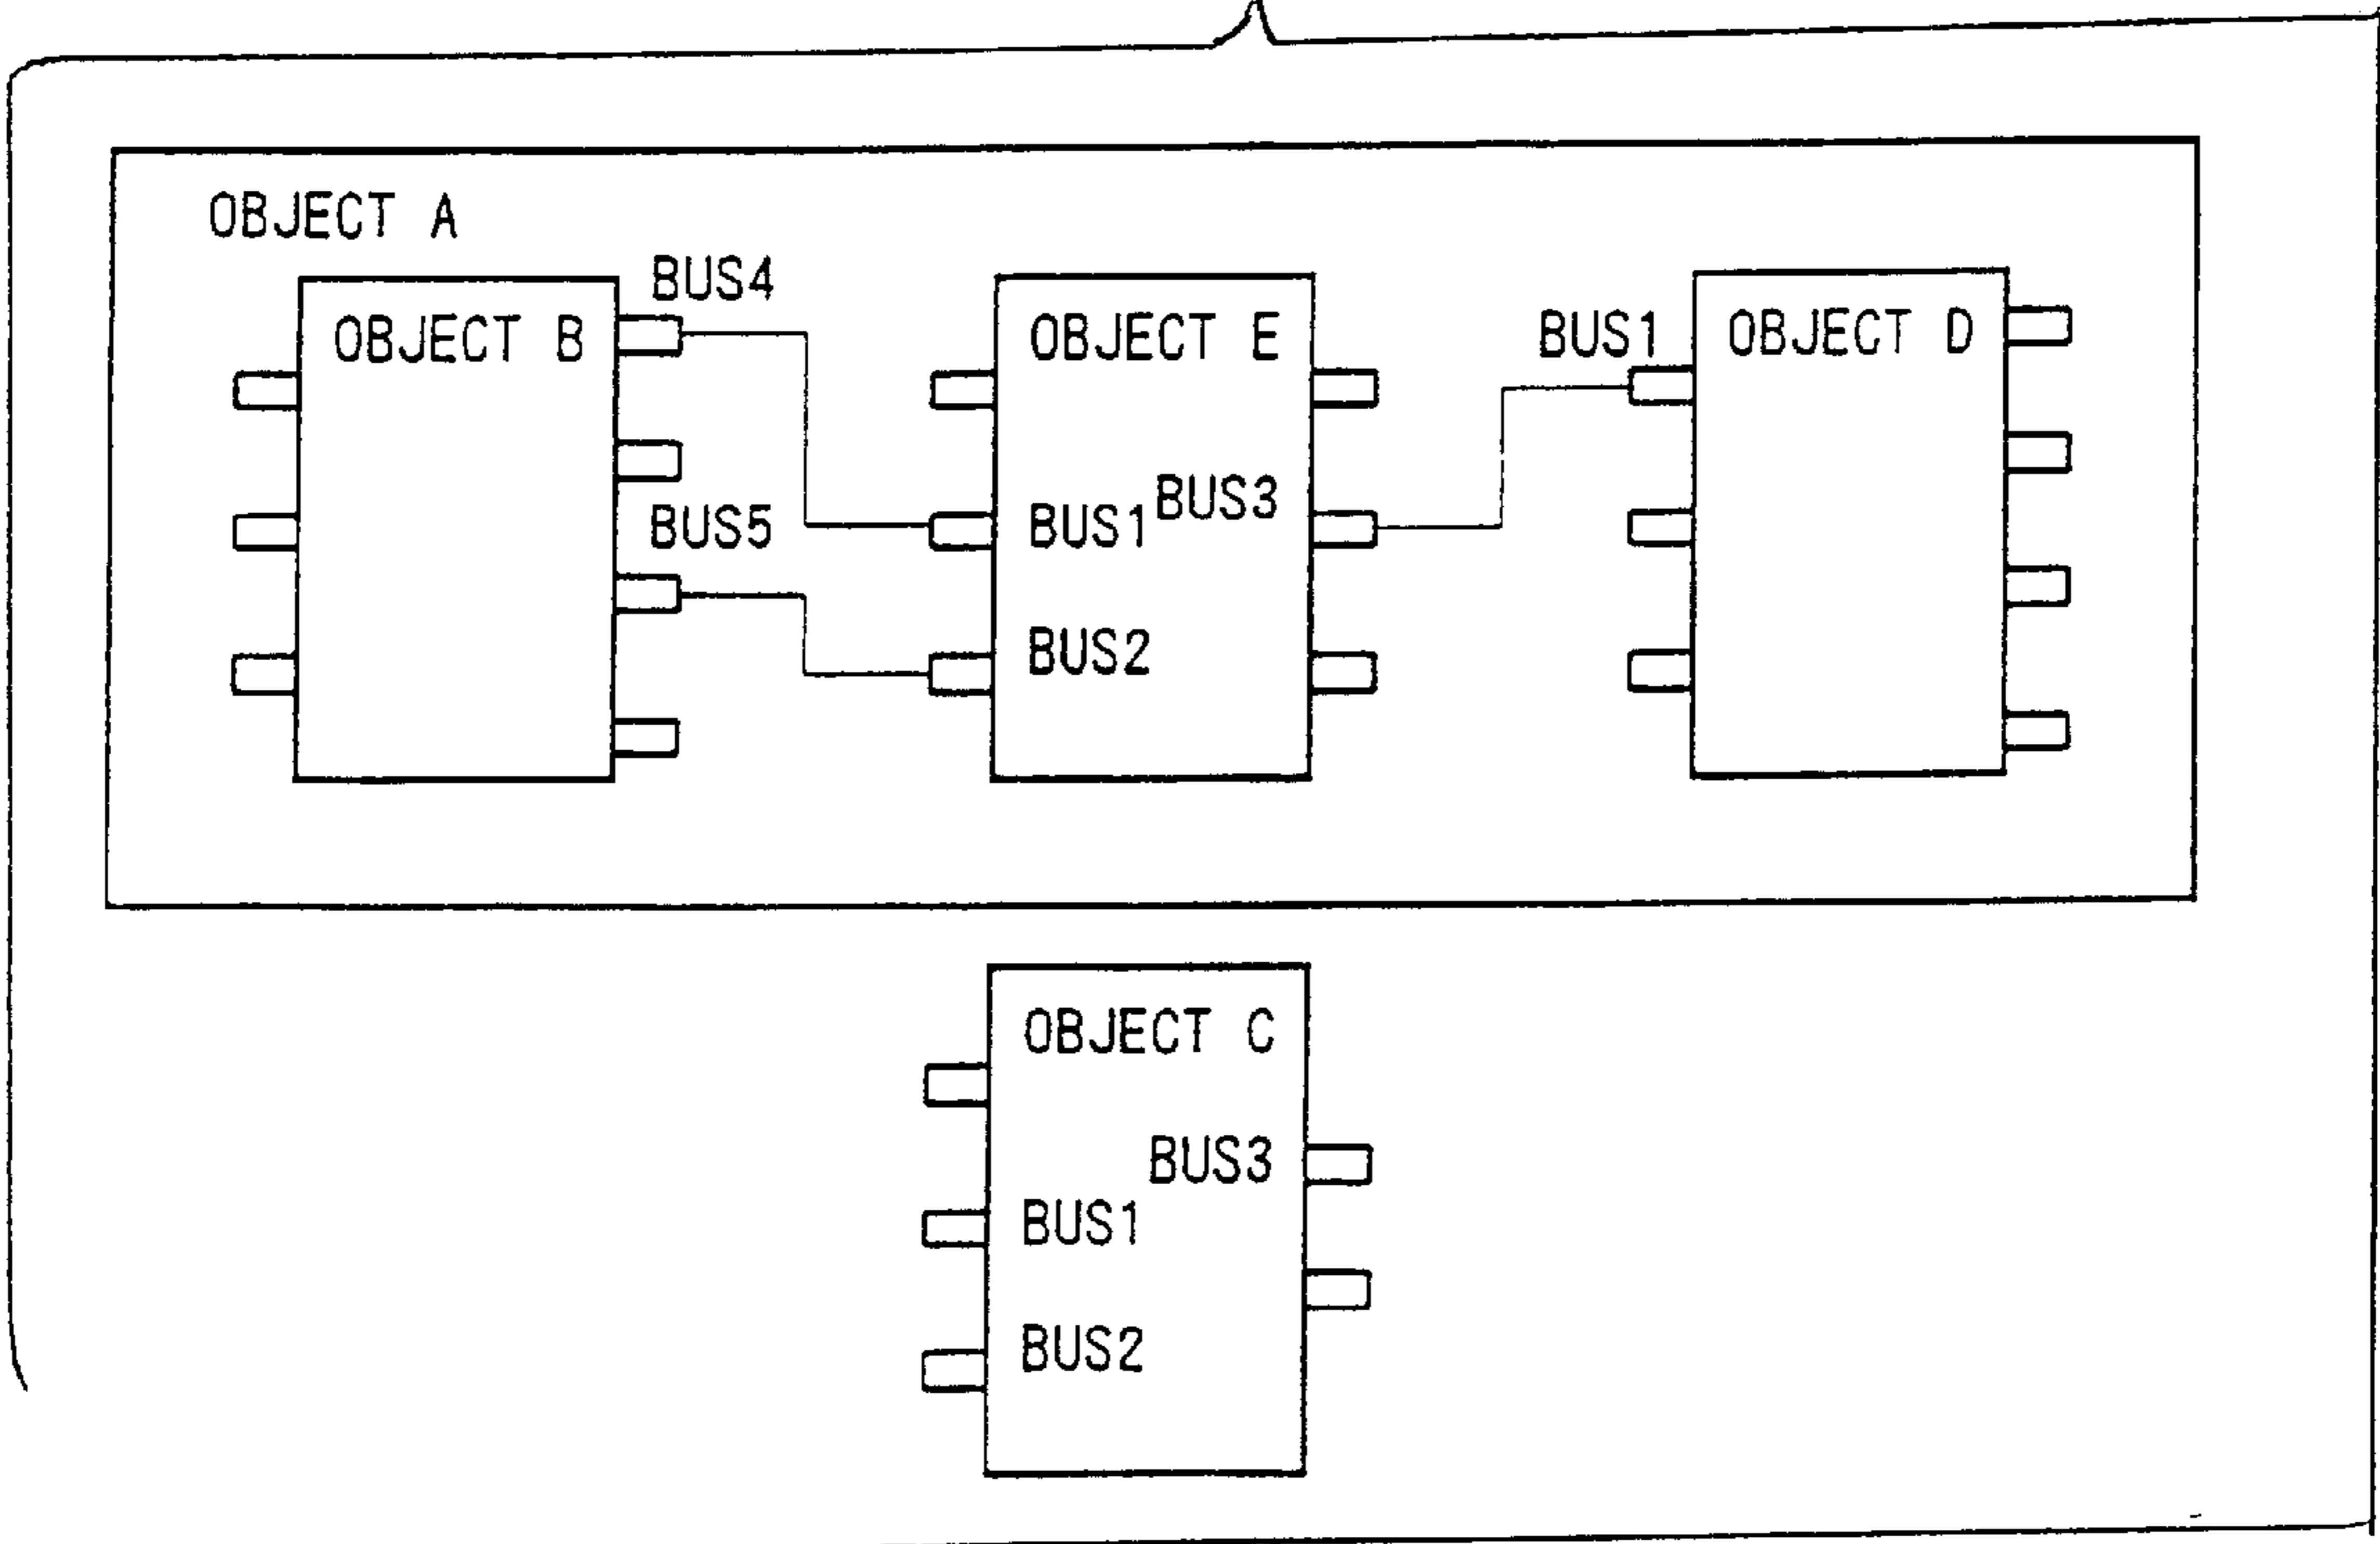 OBJECT A
BUS4
OBJECT B
OBJECT E
BUS1
OBJECT D
BUS3
BUS5
BUS1
BUS2
OBJECT C
BUS3
BUS1
BUS2